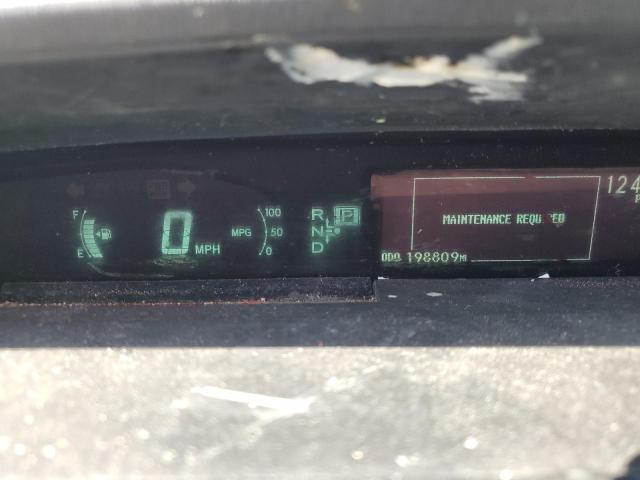 124
F
E
0 MPH
MPG
100
50
0
R P
N
D
MAINTENANCE REQUIRED
ODO 198809MI